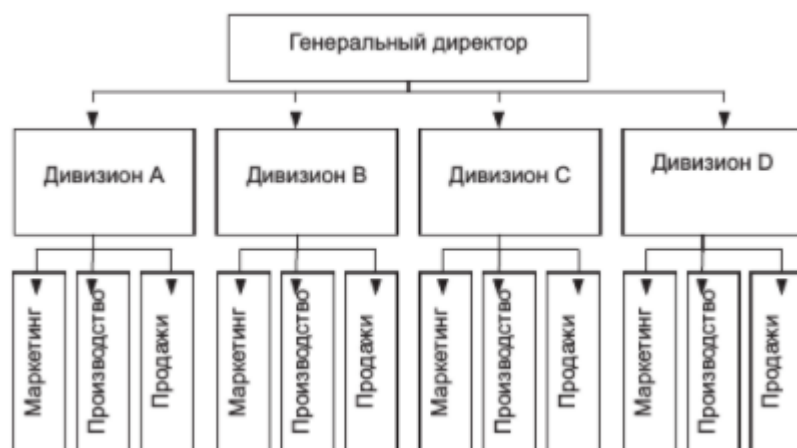 Генеральный директор
Дивизион A
Дивизион B
Дивизион C
Дивизион D
Маркетинг
Производство
Продажи
Маркетинг
Производство
Продажи
Маркетинг
Производство
Продажи
Маркетинг
Производство
Продажи